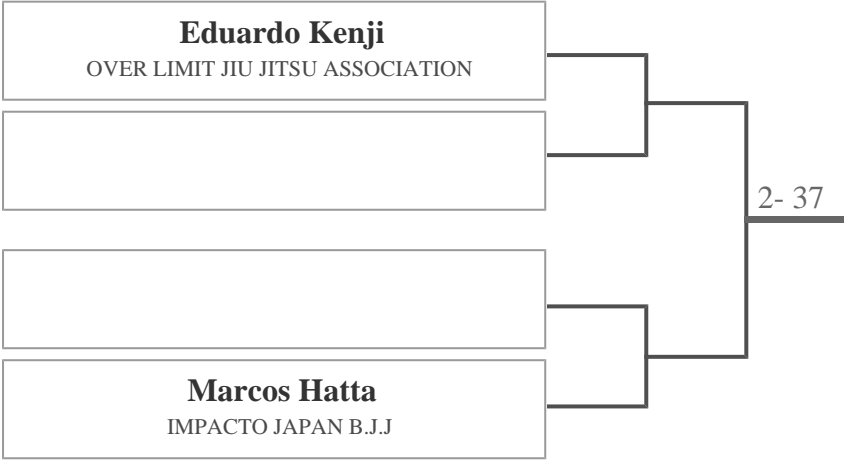 Eduardo Kenji
OVER LIMIT JIU JITSU ASSOCIATION
2- 37
Marcos Hatta
IMPACTO JAPAN B.J.J